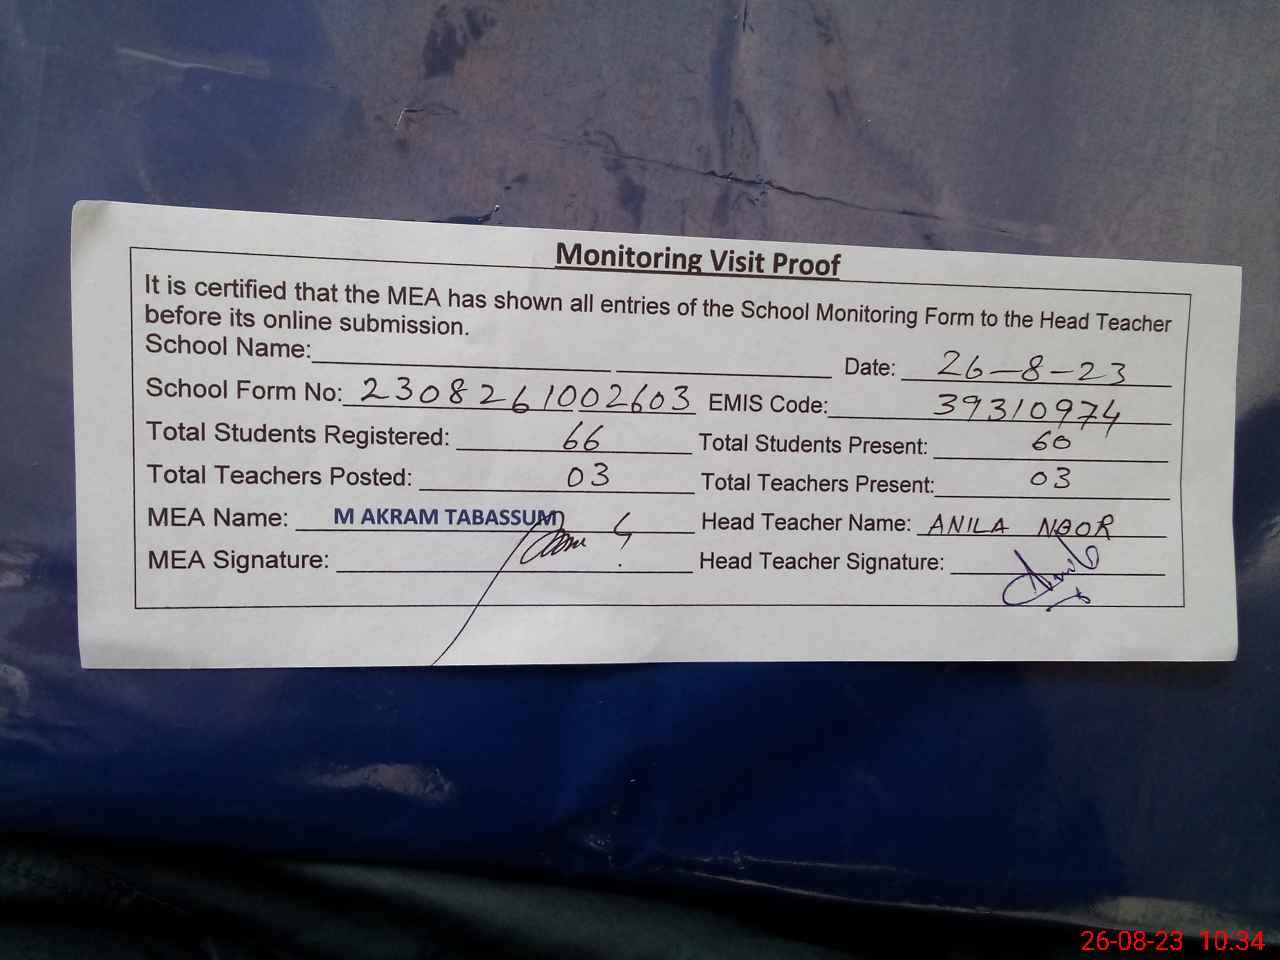 Monitoring Visit Proof
It is certified that the MEA has shown all entries of the School Monitoring Form to the Head Teacher
before its online submission.
School Name: Date: 26-8-23
School Form No: 2308261002603 EMIS Code: 39310974
Total Students Registered: 66 Total Students Present: 60
Total Teachers Posted: 03 Total Teachers Present: 03
MEA Name: M AKRAM TABASSUM Head Teacher Name: ANILA NOOR
MEA Signature: Head Teacher Signature:
26-08-23 10:34